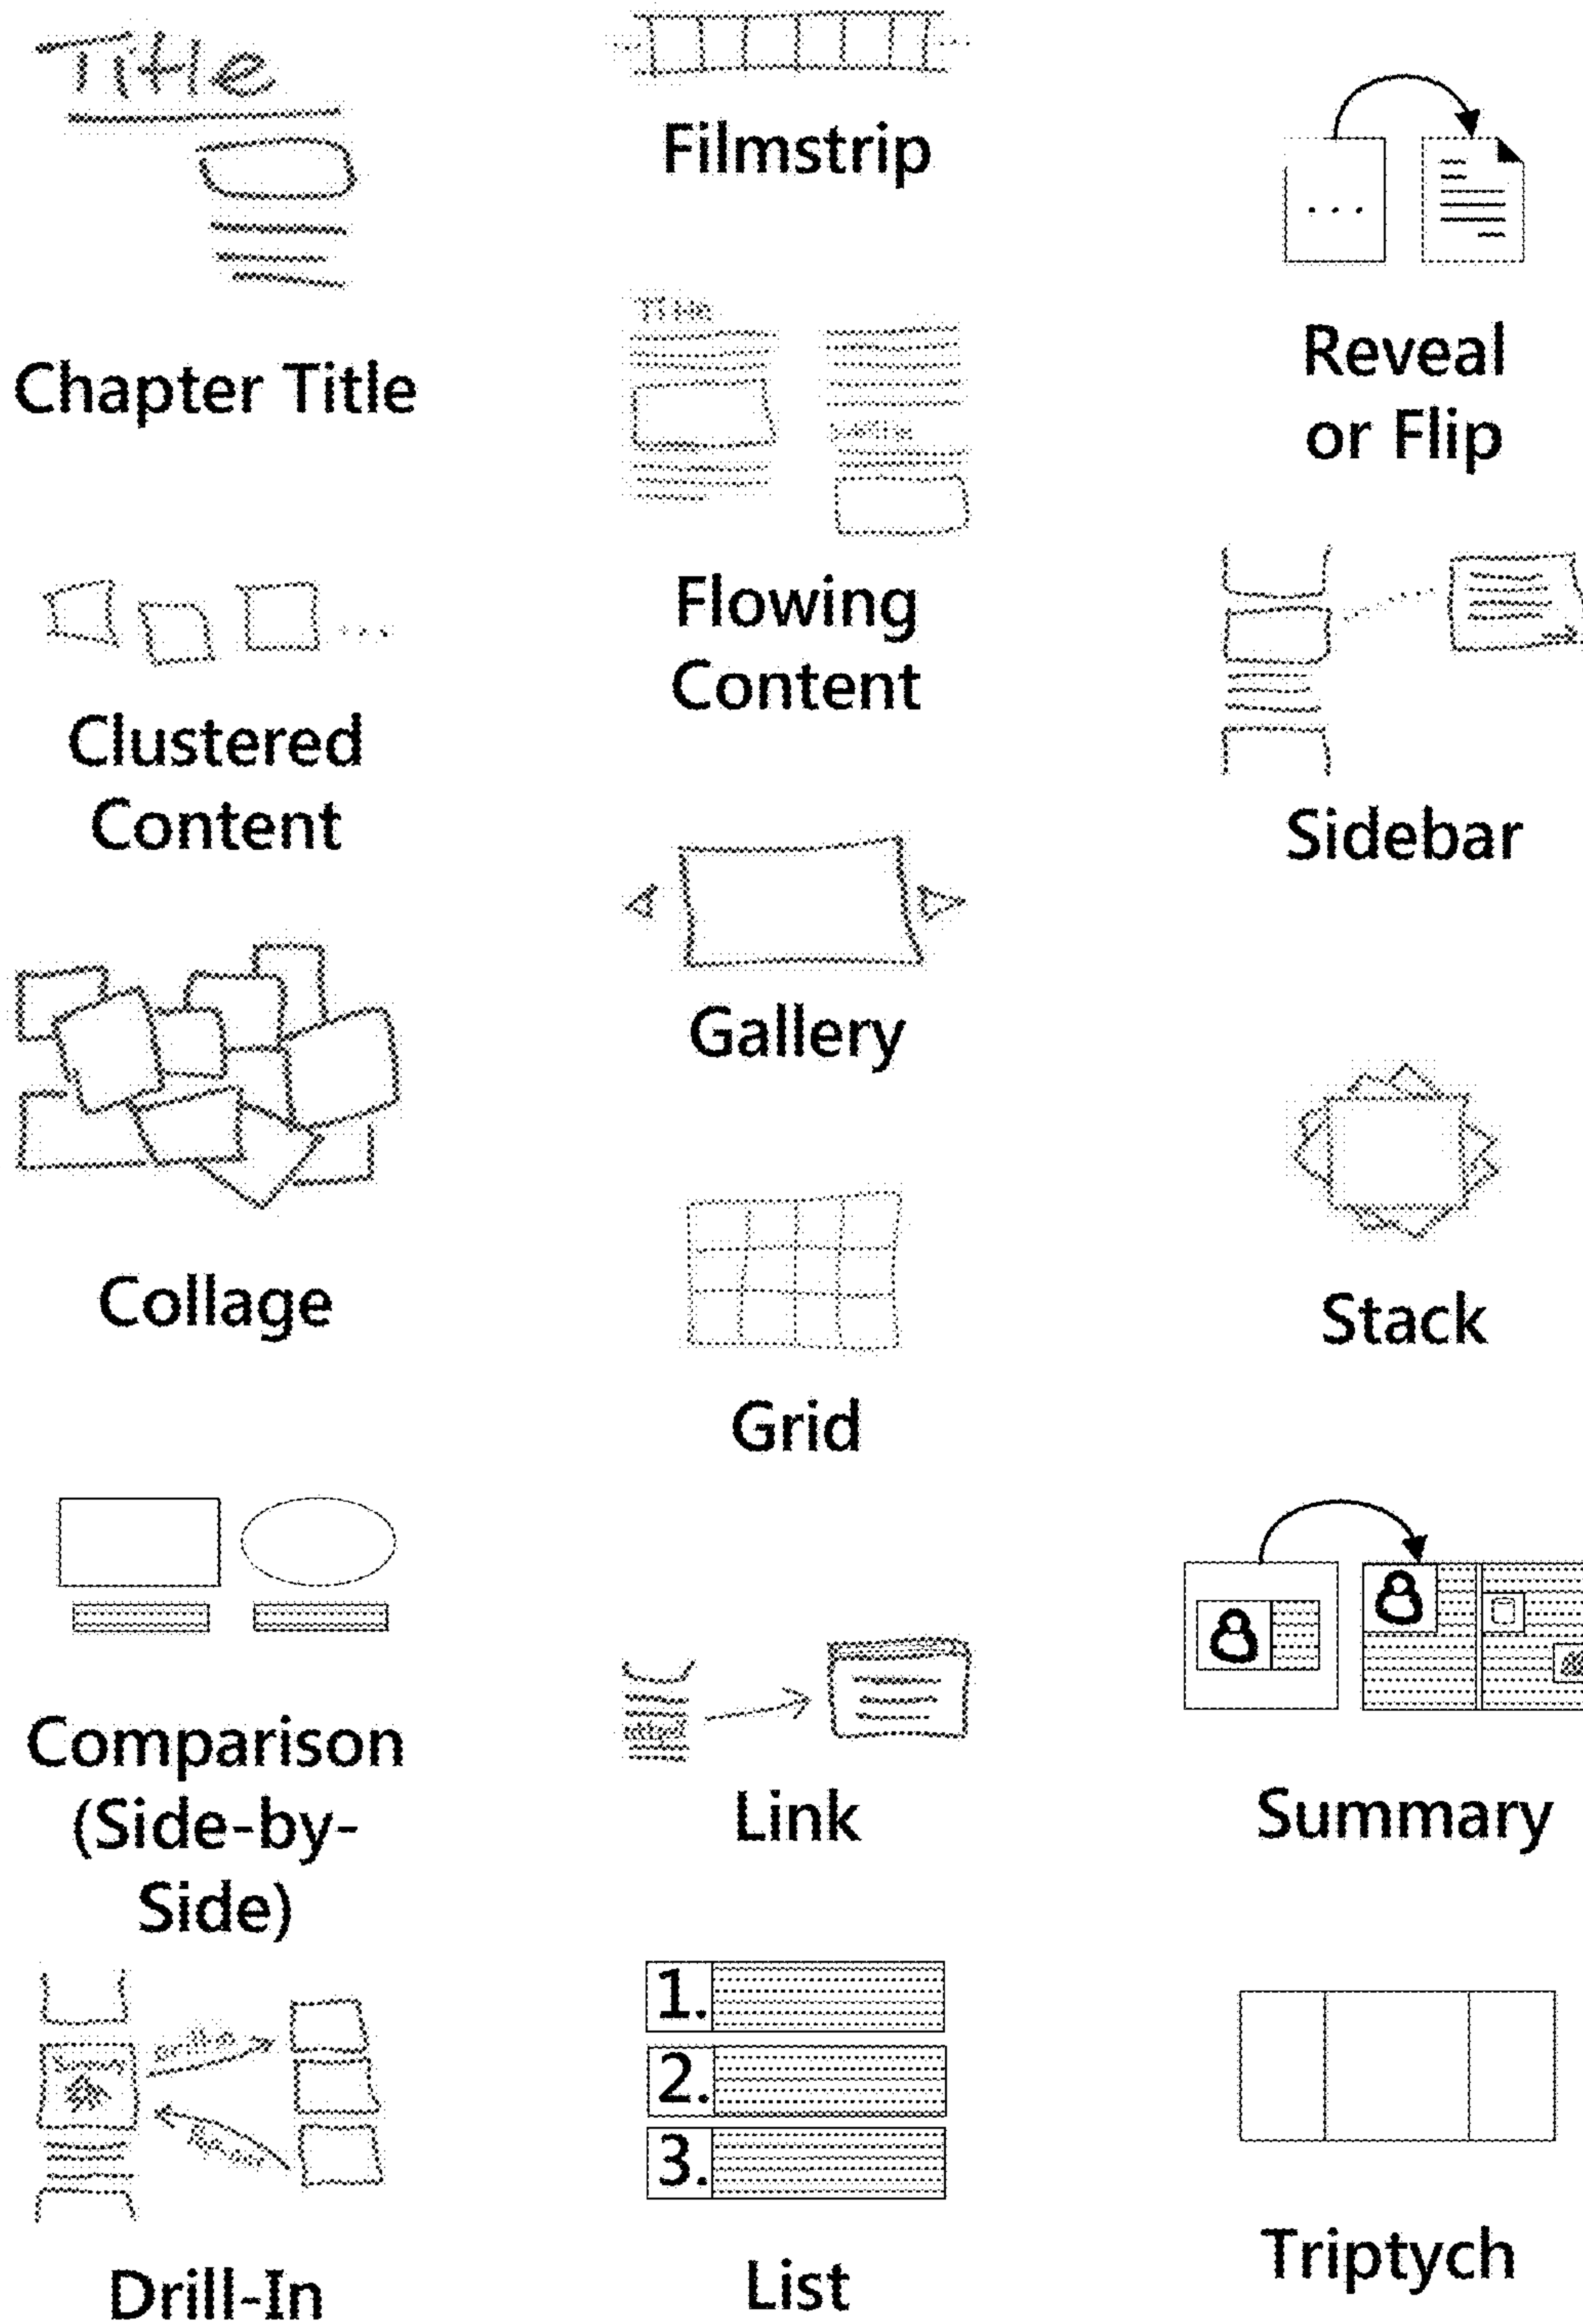 Title
Chapter Title
Clustered
Content
Collage
Comparison
(Side-by-
Side)
Drill-In
Filmstrip
Title
Flowing
Content
Gallery
Grid
Link
1.
2.
3.
List
Reveal
or Flip
Sidebar
Stack
Summary
Triptych